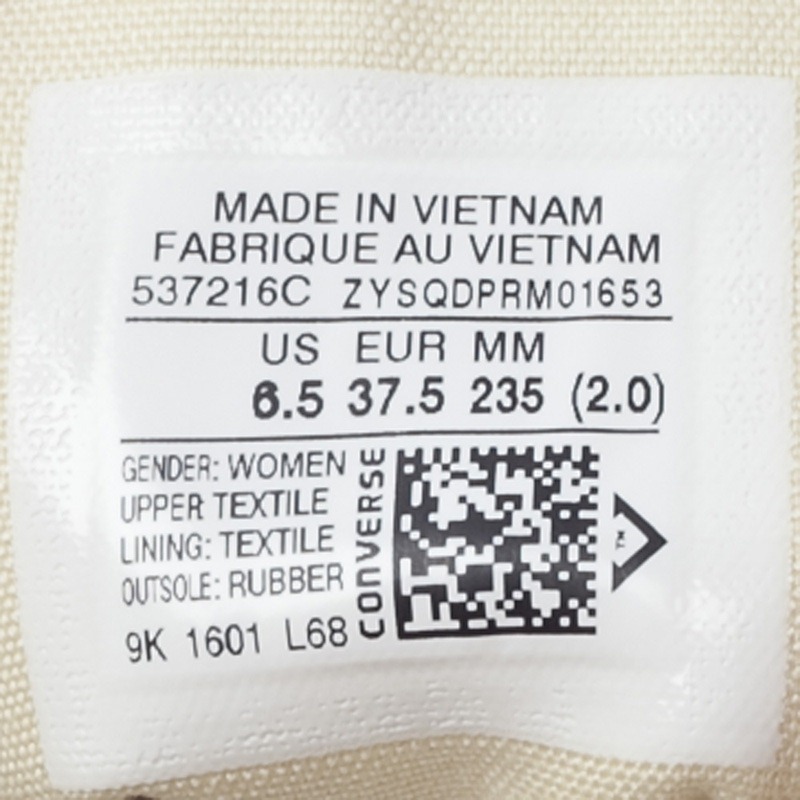 MADE IN VIETNAM
FABRIQUE AU VIETNAM
537216C ZYSQDPRM01653
US EUR MM
6.5 37.5 235 (2.0)
GENDER: WOMEN
UPPER TEXTILE
LINING: TEXTILE
OUTSOLE: RUBBER
9K 1601 L68
CONVERSE
TM